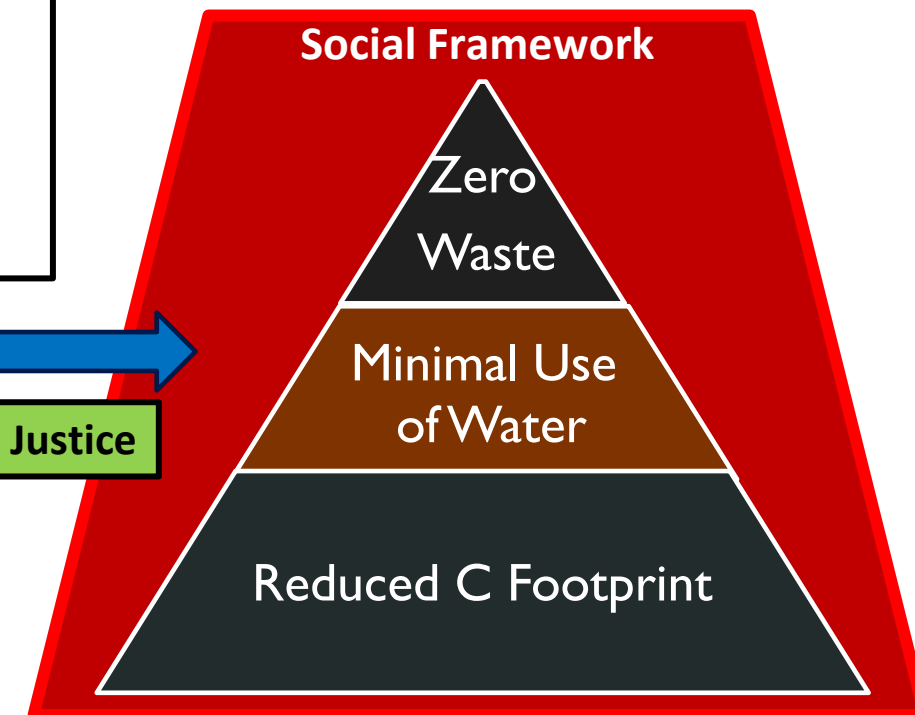 Social Framework
Zero
Waste
Minimal Use
of Water
Justice
Reduced C Footprint